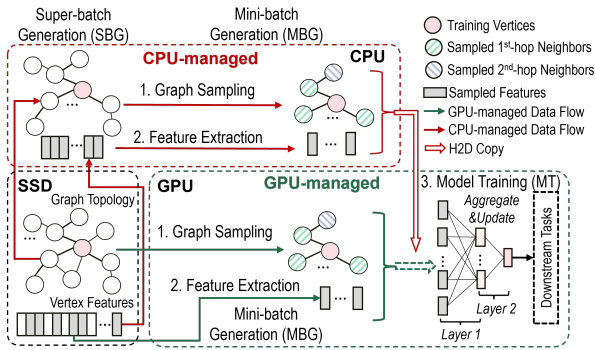 Super-batch
Generation (SBG)
Mini-batch
Generation (MBG)
CPU-managed
CPU
1. Graph Sampling
2. Feature Extraction
...
...
Training Vertices
Sampled 1st-hop Neighbors
Sampled 2nd-hop Neighbors
Sampled Features
GPU-managed Data Flow
CPU-managed Data Flow
H2D Copy
SSD
Graph Topology
Vertex Features
...
GPU
GPU-managed
1. Graph Sampling
2. Feature Extraction
...
Mini-batch
Generation (MBG)
3. Model Training (MT)
Aggregate
&Update
Layer 1
Layer 2
Downstream Tasks